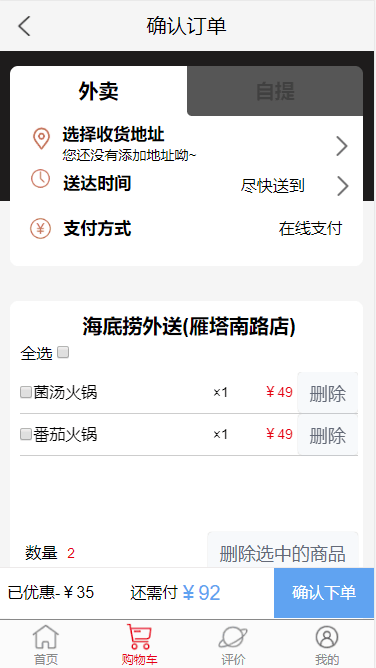 确认订单
外卖 自提
选择收货地址
您还没有添加地址呦~
送达时间 尽快送到
支付方式 在线支付
海底捞外送(雁塔南路店)
全选
菌汤火锅 ×1 ￥49 删除
番茄火锅 ×1 ￥49 删除
数量 2 删除选中的商品
已优惠-￥35 还需付￥92 确认下单
首页 购物车 评价 我的